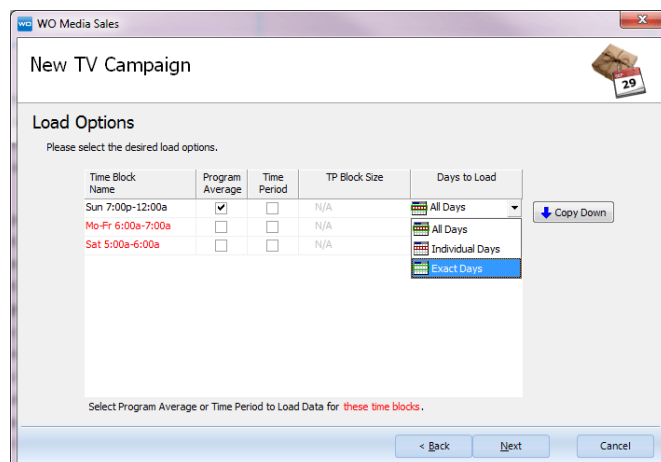 WO WO Media Sales
X
New TV Campaign
29
Load Options
Please select the desired load options.
Time Block Name Program Average Time Period TP Block Size Days to Load
Sun 7:00p-12:00a N/A All Days
Copy Down
Mo-Fr 6:00a-7:00a N/A All Days
Sat 5:00a-6:00a N/A Individual Days
Exact Days
Select Program Average or Time Period to Load Data for these time blocks.
< Back Next Cancel